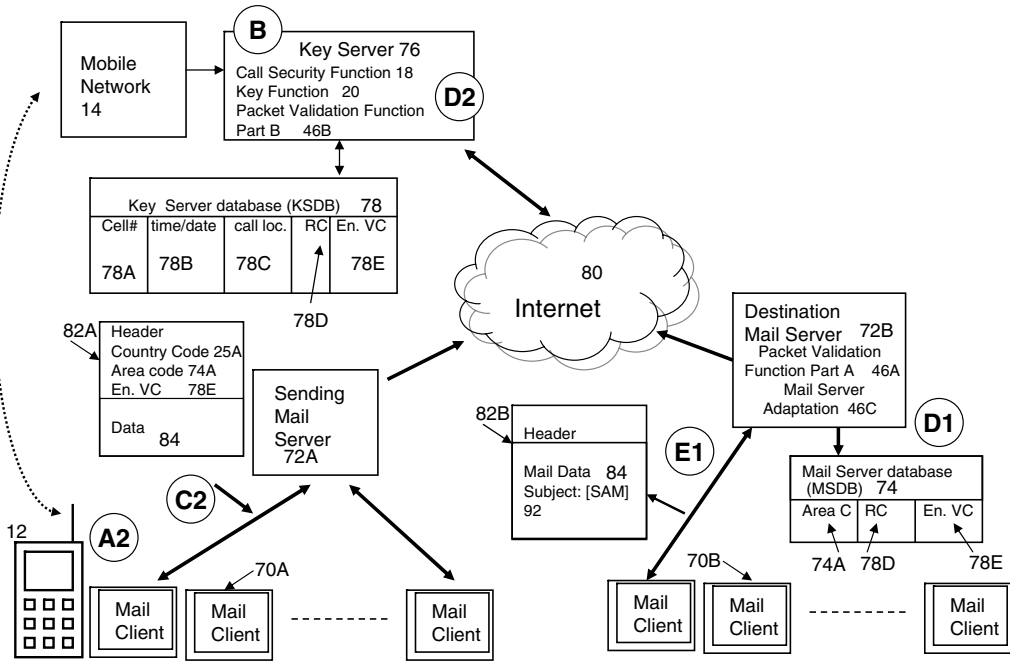 B
Key Server 76
Call Security Function 18
Key Function 20
Packet Validation Function
Part B 46B
D2
Mobile
Network
14
Key Server database (KSDB) 78
Cell# time/date call loc. RC En. VC
78A 78B 78C 78E
78D
80
Internet
82A
Header
Country Code 25A
Area code 74A
En. VC 78E
Data
84
Sending
Mail
Server
72A
Destination
Mail Server 72B
Packet Validation
Function Part A 46A
Mail Server
Adaptation 46C
D1
82B
Header
Mail Data 84
Subject: [SAM]
92
E1
Mail Server database
(MSDB) 74
Area C RC En. VC
74A 78D 78E
C2
12
A2
70A
70B
Mail
Client
Mail
Client
Mail
Client
Mail
Client
Mail
Client
Mail
Client